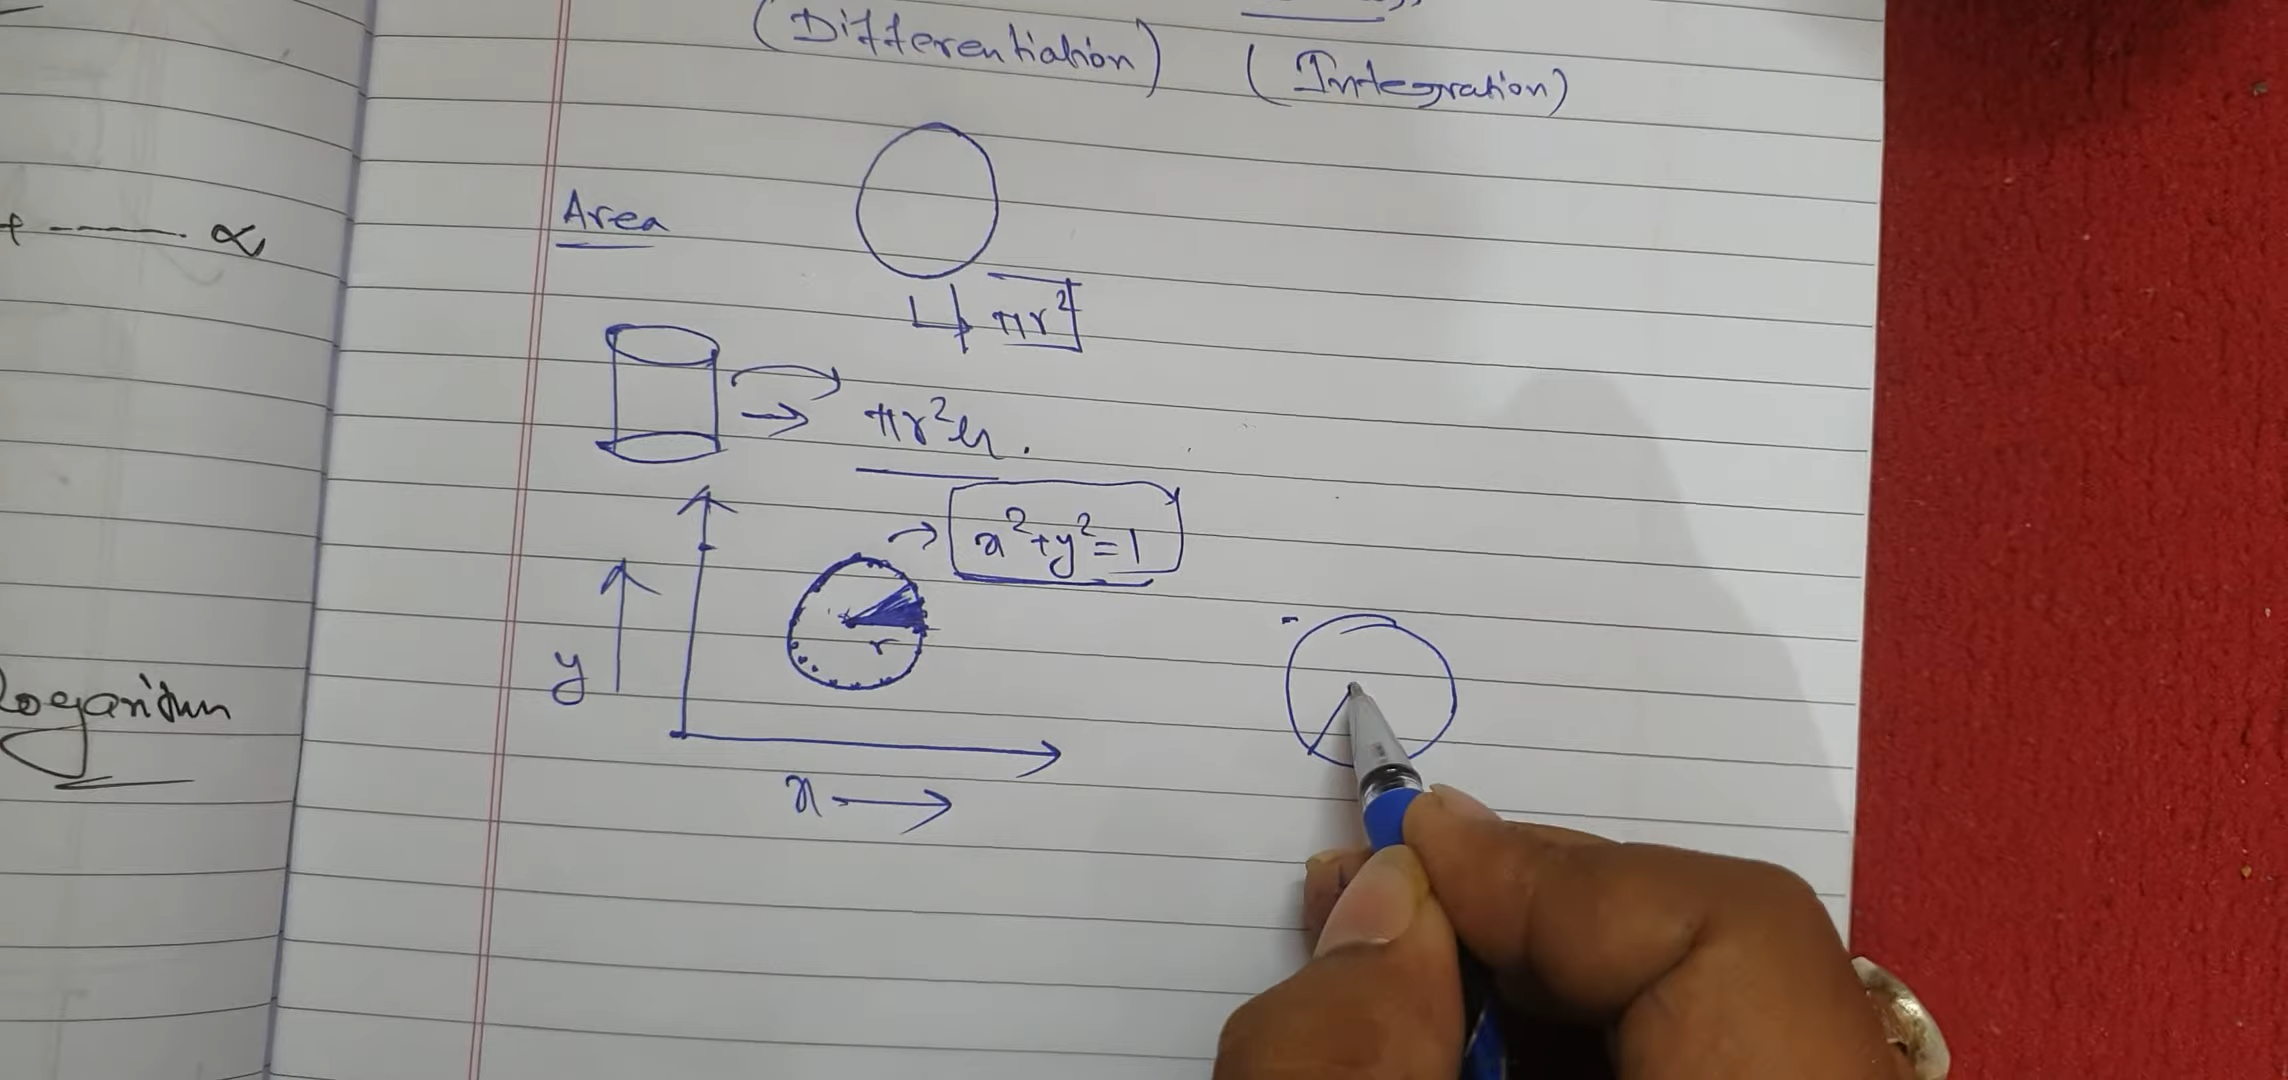 (Differentiation) (Integration)
+ ------- ∝
Area
πr²
πr²h.
x²+y²=1
r
y
Logarithm
x